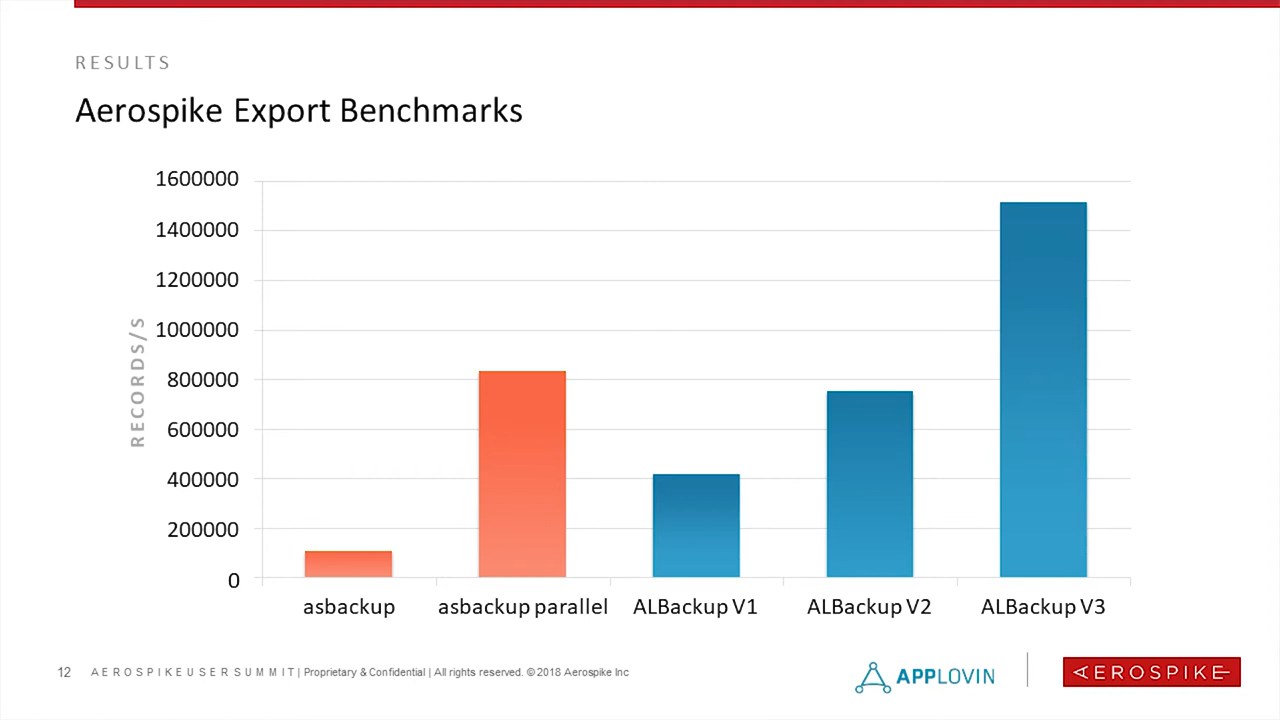 RESULTS
Aerospike Export Benchmarks
1600000
1400000
1200000
1000000
800000
600000
400000
200000
0
RECORDS/S
asbackup
asbackup parallel
ALBackup V1
ALBackup V2
ALBackup V3
12
AEROSPIKE USER SUMMIT | Proprietary & Confidential | All rights reserved. © 2018 Aerospike Inc
APPLOVIN
AEROSPIKE